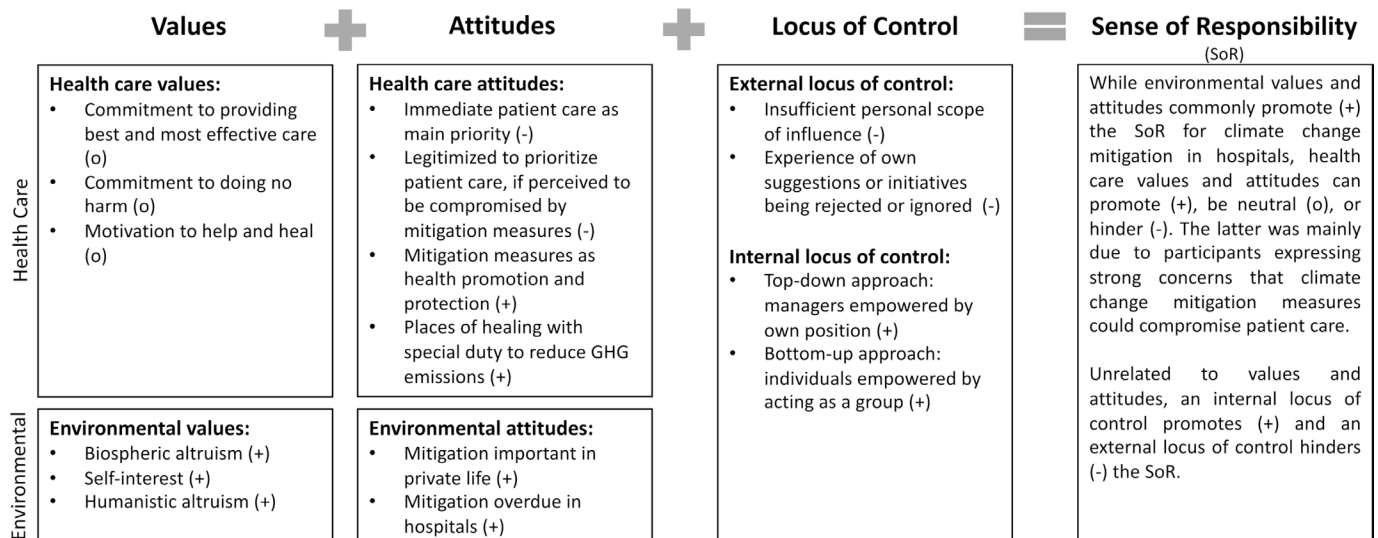 Values + Attitudes + Locus of Control = Sense of Responsibility
(SoR)
Health Care
Health care values:
• Commitment to providing
best and most effective care
(o)
• Commitment to doing no
harm (o)
• Motivation to help and heal
(o)
Health care attitudes:
• Immediate patient care as
main priority (-)
• Legitimized to prioritize
patient care, if perceived to
be compromised by
mitigation measures (-)
• Mitigation measures as
health promotion and
protection (+)
• Places of healing with
special duty to reduce GHG
emissions (+)
External locus of control:
• Insufficient personal scope
of influence (-)
• Experience of own
suggestions or initiatives
being rejected or ignored (-)
Internal locus of control:
• Top-down approach:
managers empowered by
own position (+)
• Bottom-up approach:
individuals empowered by
acting as a group (+)
While environmental values and
attitudes commonly promote (+)
the SoR for climate change
mitigation in hospitals, health
care values and attitudes can
promote (+), be neutral (o), or
hinder (-). The latter was mainly
due to participants expressing
strong concerns that climate
change mitigation measures
could compromise patient care.
Unrelated to values and
attitudes, an internal locus of
control promotes (+) and an
external locus of control hinders
(-) the SoR.
Environmental
Environmental values:
• Biospheric altruism (+)
• Self-interest (+)
• Humanistic altruism (+)
Environmental attitudes:
• Mitigation important in
private life (+)
• Mitigation overdue in
hospitals (+)